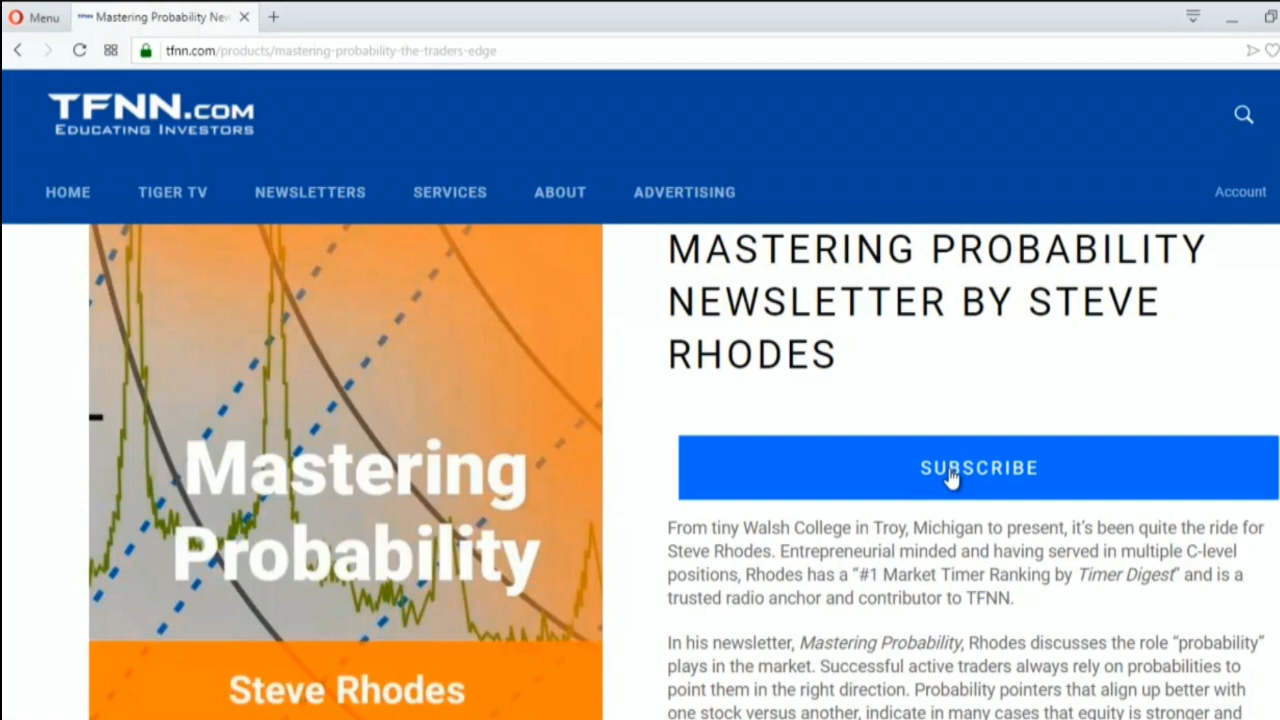 Menu
Mastering Probability New
tfnn.com/products/mastering-probability-the-traders-edge
TFNN.COM
EDUCATING INVESTORS
HOME TIGER TV NEWSLETTERS SERVICES ABOUT ADVERTISING
Account
Mastering
Probability
Steve Rhodes
MASTERING PROBABILITY
NEWSLETTER BY STEVE
RHODES
SUBSCRIBE
From tiny Walsh College in Troy, Michigan to present, it's been quite the ride for
Steve Rhodes. Entrepreneurial minded and having served in multiple C-level
positions, Rhodes has a “#1 Market Timer Ranking by Timer Digest” and is a
trusted radio anchor and contributor to TFNN.
In his newsletter, Mastering Probability, Rhodes discusses the role “probability”
plays in the market. Successful active traders always rely on probabilities to
point them in the right direction. Probability pointers that align up better with
one stock versus another, indicate in many cases that equity is stronger and